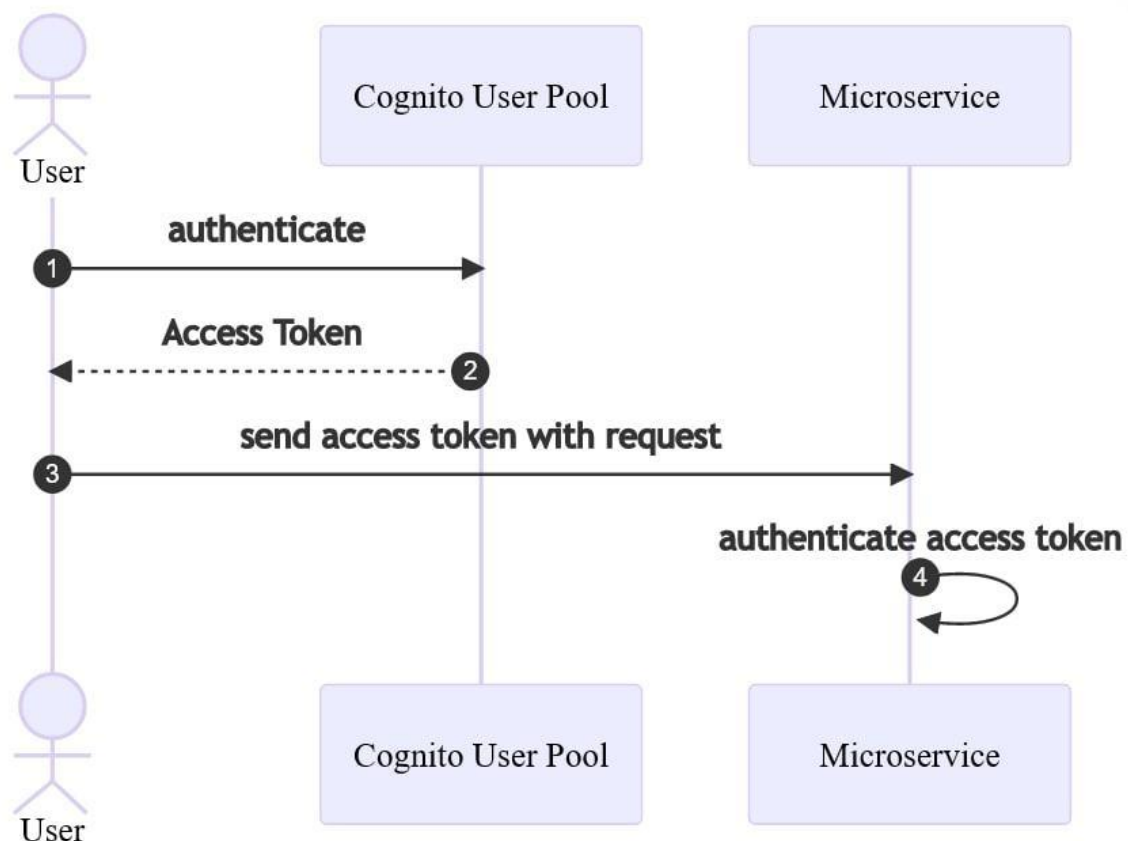 Cognito User Pool
Microservice
User
authenticate
1
Access Token
2
send access token with request
3
authenticate access token
4
Cognito User Pool
Microservice
User